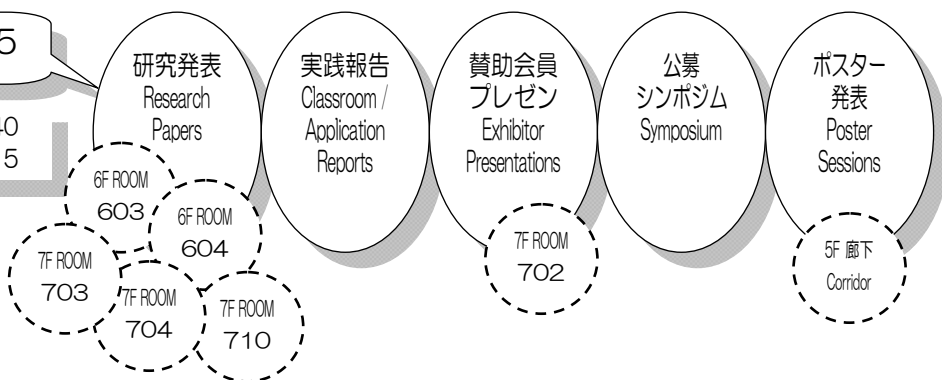 5
40
15
研究発表
Research
Papers
6F ROOM
603
6F ROOM
604
7F ROOM
703
7F ROOM
704
7F ROOM
710
実践報告
Classroom /
Application
Reports
賛助会員
プレゼン
Exhibitor
Presentations
7F ROOM
702
公募
シンポジム
Symposium
ポスター
発表
Poster
Sessions
5F 廊下
Corridor